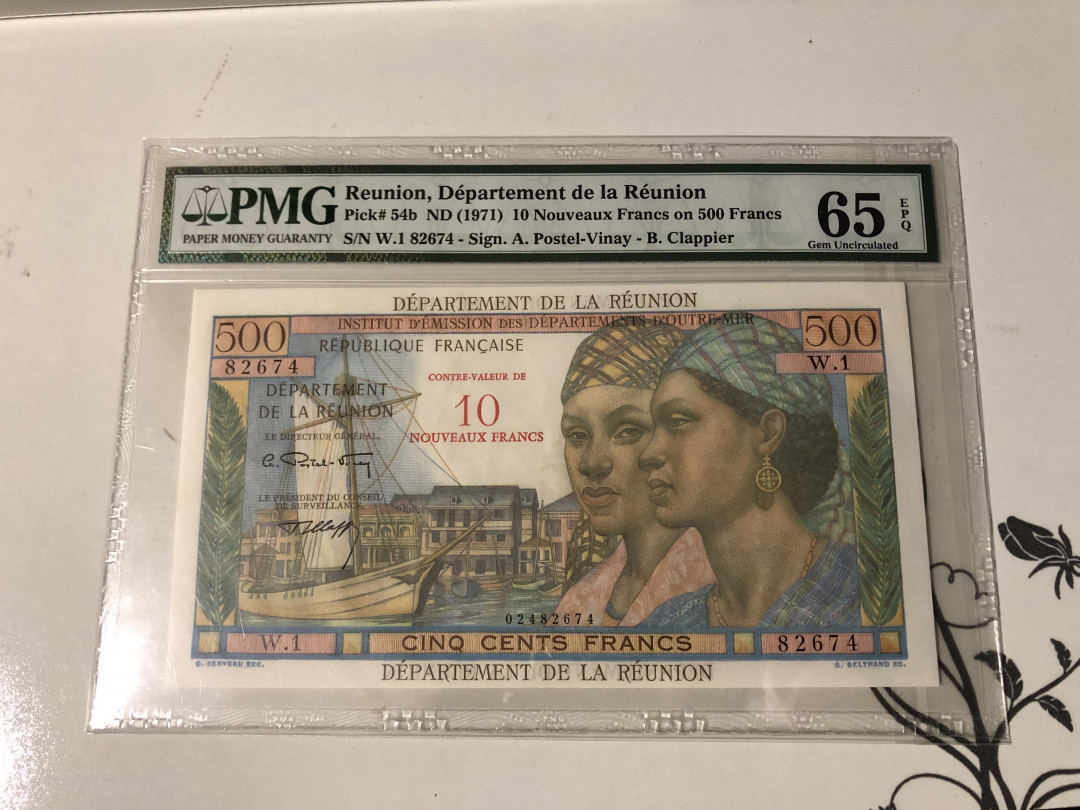 PMG
PAPER MONEY GUARANTY
Reunion, Département de la Réunion
Pick# 54b ND (1971) 10 Nouveaux Francs on 500 Francs
S/N W.1 82674 - Sign. A. Postel-Vinay - B. Clappier
65 EPQ
Gem Uncirculated
DÉPARTEMENT DE LA RÉUNION
INSTITUT D'ÉMISSION DES DÉPARTEMENTS D'OUTRE-MER
500
500
RÉPUBLIQUE FRANÇAISE
82674
W.1
CONTRE-VALEUR DE
10
NOUVEAUX FRANCS
DÉPARTEMENT
DE LA RÉUNION
LE DIRECTEUR GÉNÉRAL,
LE PRÉSIDENT DU CONSEIL
DE SURVEILLANCE,
02482674
W.1
CINQ CENTS FRANCS
82674
DÉPARTEMENT DE LA RÉUNION